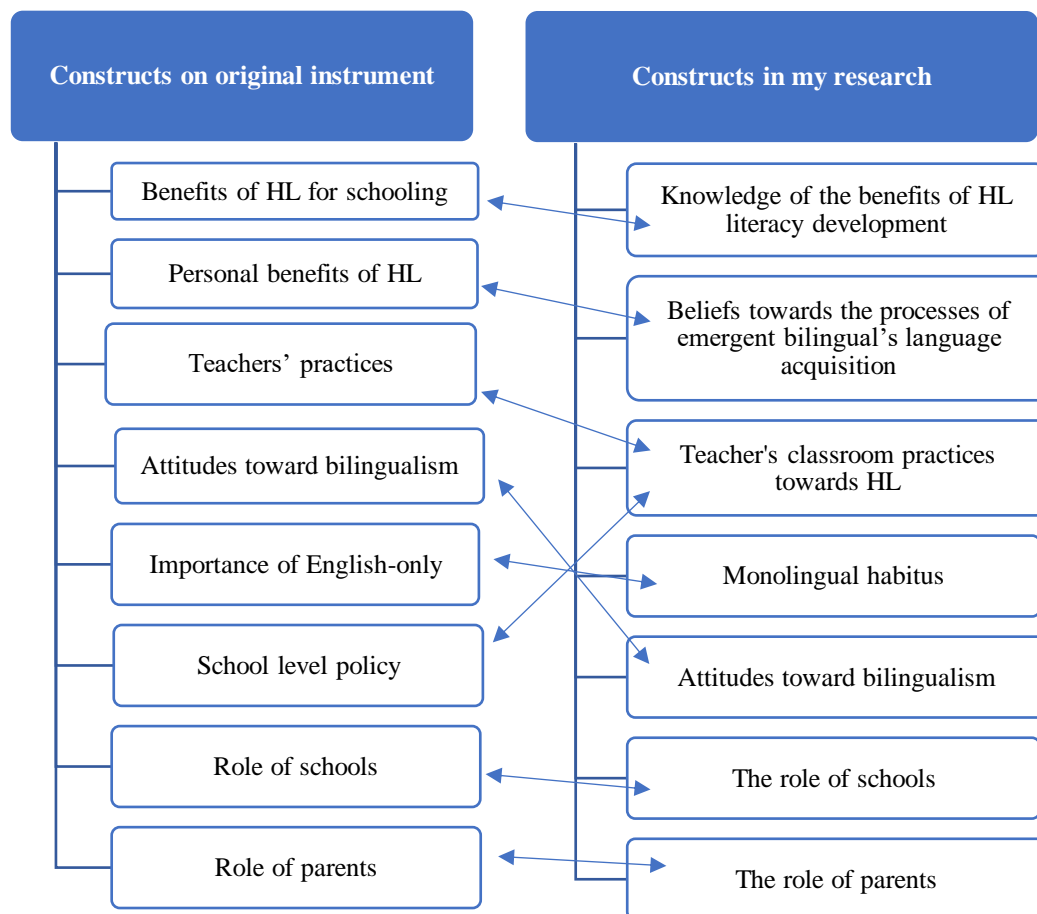 Constructs on original instrument
Benefits of HL for schooling
Personal benefits of HL
Teachers’ practices
Attitudes toward bilingualism
Importance of English-only
School level policy
Role of schools
Role of parents
Constructs in my research
Knowledge of the benefits of HL
literacy development
Beliefs towards the processes of
emergent bilingual’s language
acquisition
Teacher's classroom practices
towards HL
Monolingual habitus
Attitudes toward bilingualism
The role of schools
The role of parents